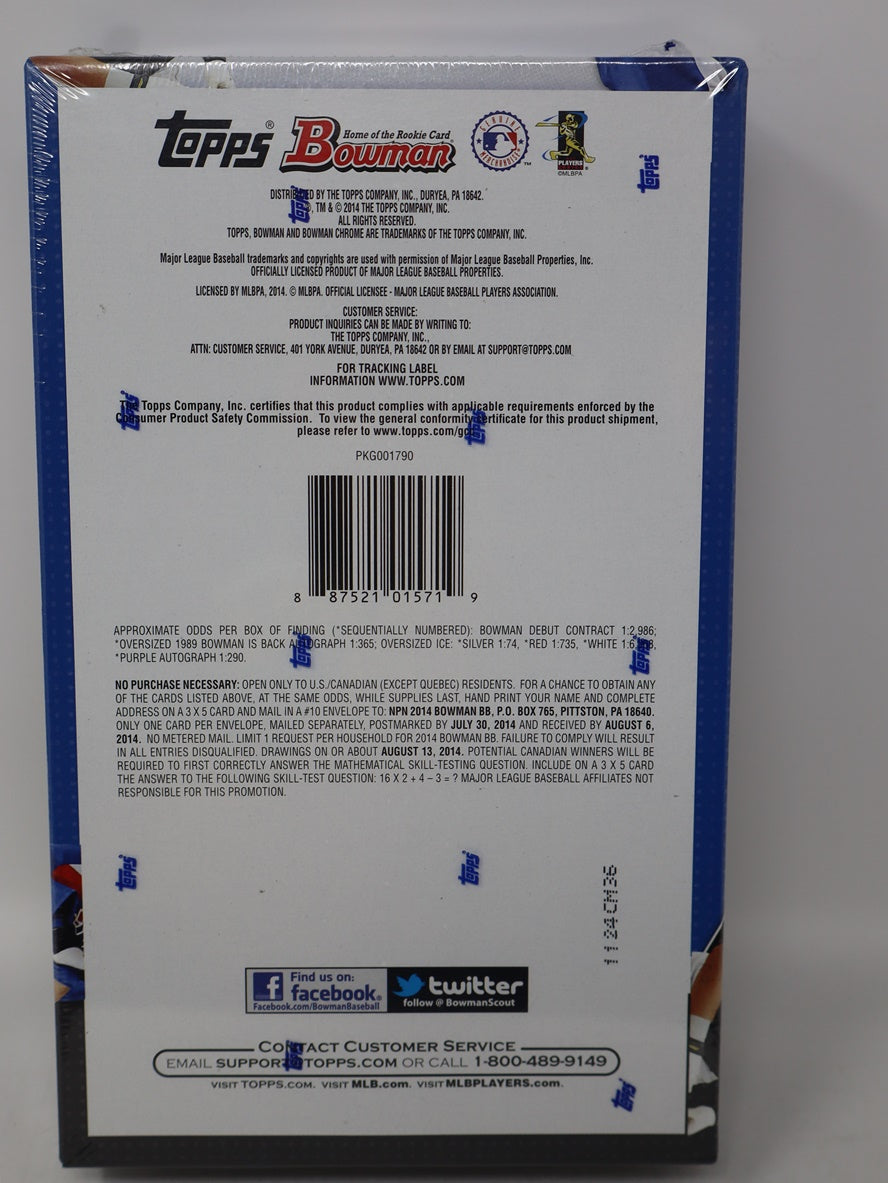 Topps® Home of the Rookie Card Bowman GENUINE MERCHANDISE ™ PLAYERS ©MLBPA
DISTRIBUTED BY THE TOPPS COMPANY, INC., DURYEA, PA 18642.
®, TM & © 2014 THE TOPPS COMPANY, INC.
ALL RIGHTS RESERVED.
TOPPS, BOWMAN AND BOWMAN CHROME ARE TRADEMARKS OF THE TOPPS COMPANY, INC.
Major League Baseball trademarks and copyrights are used with permission of Major League Baseball Properties, Inc.
OFFICIALLY LICENSED PRODUCT OF MAJOR LEAGUE BASEBALL PROPERTIES.
LICENSED BY MLBPA, 2014. © MLBPA. OFFICIAL LICENSEE - MAJOR LEAGUE BASEBALL PLAYERS ASSOCIATION.
CUSTOMER SERVICE:
PRODUCT INQUIRIES CAN BE MADE BY WRITING TO:
THE TOPPS COMPANY, INC.,
ATTN: CUSTOMER SERVICE, 401 YORK AVENUE, DURYEA, PA 18642 OR BY EMAIL AT SUPPORT@TOPPS.COM
FOR TRACKING LABEL
INFORMATION WWW.TOPPS.COM
The Topps Company, Inc. certifies that this product complies with applicable requirements enforced by the
Consumer Product Safety Commission. To view the general conformity certificate for this product shipment,
please refer to www.topps.com/
PKG001790
8 87521 01571 9
APPROXIMATE ODDS PER BOX OF FINDING (*SEQUENTIALLY NUMBERED): BOWMAN DEBUT CONTRACT 1:2,986;
*OVERSIZED 1989 BOWMAN IS BACK AUTOGRAPH 1:365; OVERSIZED ICE: *SILVER 1:74, *RED 1:735, *WHITE
*PURPLE AUTOGRAPH 1:290.
NO PURCHASE NECESSARY: OPEN ONLY TO U.S./CANADIAN (EXCEPT QUEBEC) RESIDENTS. FOR A CHANCE TO OBTAIN ANY
OF THE CARDS LISTED ABOVE, AT THE SAME ODDS, WHILE SUPPLIES LAST, HAND PRINT YOUR NAME AND COMPLETE
ADDRESS ON A 3 X 5 CARD AND MAIL IN A #10 ENVELOPE TO: NPN 2014 BOWMAN BB, P.O. BOX 765, PITTSTON, PA 18640.
ONLY ONE CARD PER ENVELOPE, MAILED SEPARATELY, POSTMARKED BY JULY 30, 2014 AND RECEIVED BY AUGUST 6,
2014. NO METERED MAIL. LIMIT 1 REQUEST PER HOUSEHOLD FOR 2014 BOWMAN BB. FAILURE TO COMPLY WILL RESULT
IN ALL ENTRIES DISQUALIFIED. DRAWINGS ON OR ABOUT AUGUST 13, 2014. POTENTIAL CANADIAN WINNERS WILL BE
REQUIRED TO FIRST CORRECTLY ANSWER THE MATHEMATICAL SKILL-TESTING QUESTION. INCLUDE ON A 3 X 5 CARD
THE ANSWER TO THE FOLLOWING SKILL-TEST QUESTION: 16 X 2 + 4 – 3 = ? MAJOR LEAGUE BASEBALL AFFILIATES NOT
RESPONSIBLE FOR THIS PROMOTION.
1124CM36
Find us on:
facebook®
Facebook.com/BowmanBaseball
twitter
follow @ BowmanScout
CONTACT CUSTOMER SERVICE
EMAIL SUPPORT@TOPPS.COM OR CALL 1-800-489-9149
VISIT TOPPS.COM. VISIT MLB.com. VISIT MLBPLAYERS.com.
Topps
Topps
Topps
Topps
Topps
Topps
Topps
Topps
Topps
Topps